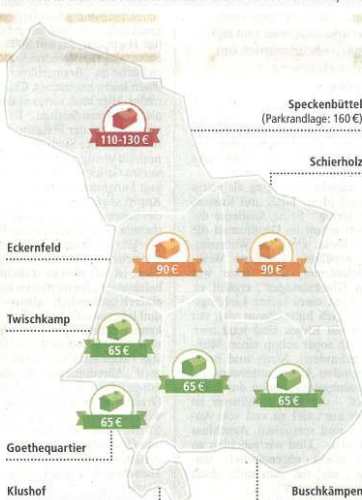 Speckenbüttel
(Parkrandlage: 160 €)
110-130 €
Schierholz
Eckernfeld
90 €
90 €
Twischkamp
65 €
65 €
65 €
65 €
Goethequartier
Klushof
Buschkämpen